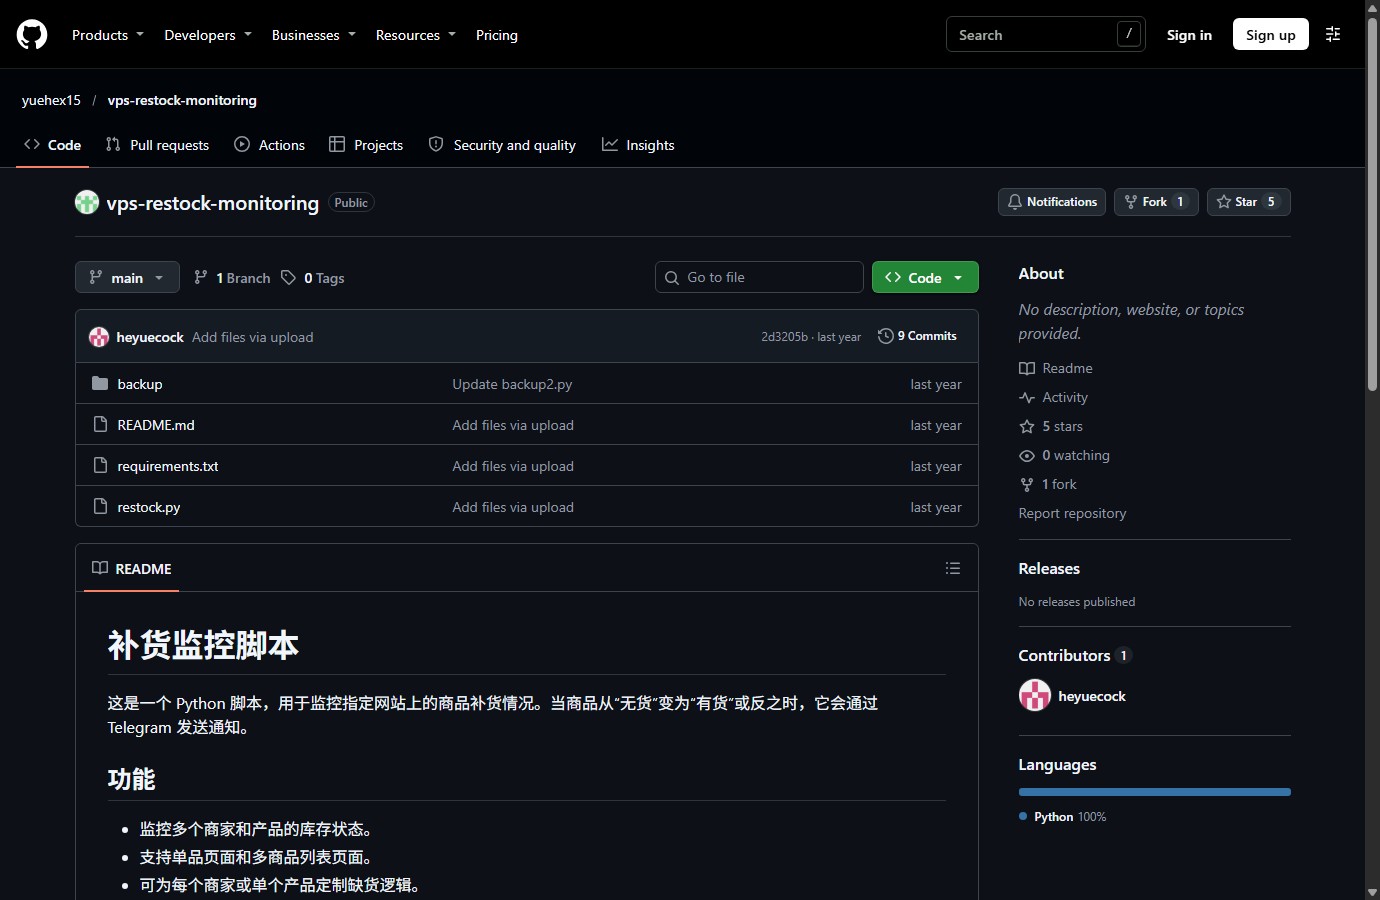 Products Developers Businesses Resources Pricing Search / Sign in Sign up
yuehex15 / vps-restock-monitoring
Code Pull requests Actions Projects Security and quality Insights
vps-restock-monitoring Public Notifications Fork 1 Star 5
main 1 Branch 0 Tags Go to file Code
heyuecock Add files via upload 2d3205b · last year 9 Commits
backup Update backup2.py last year
README.md Add files via upload last year
requirements.txt Add files via upload last year
restock.py Add files via upload last year
README
补货监控脚本
这是一个 Python 脚本，用于监控指定网站上的商品补货情况。当商品从“无货”变为“有货”或反之时，它会通过
Telegram 发送通知。
功能
监控多个商家和产品的库存状态。
支持单品页面和多商品列表页面。
可为每个商家或单个产品定制缺货逻辑。
About
No description, website, or topics
provided.
Readme
Activity
5 stars
0 watching
1 fork
Report repository
Releases
No releases published
Contributors 1
heyuecock
Languages
Python 100%